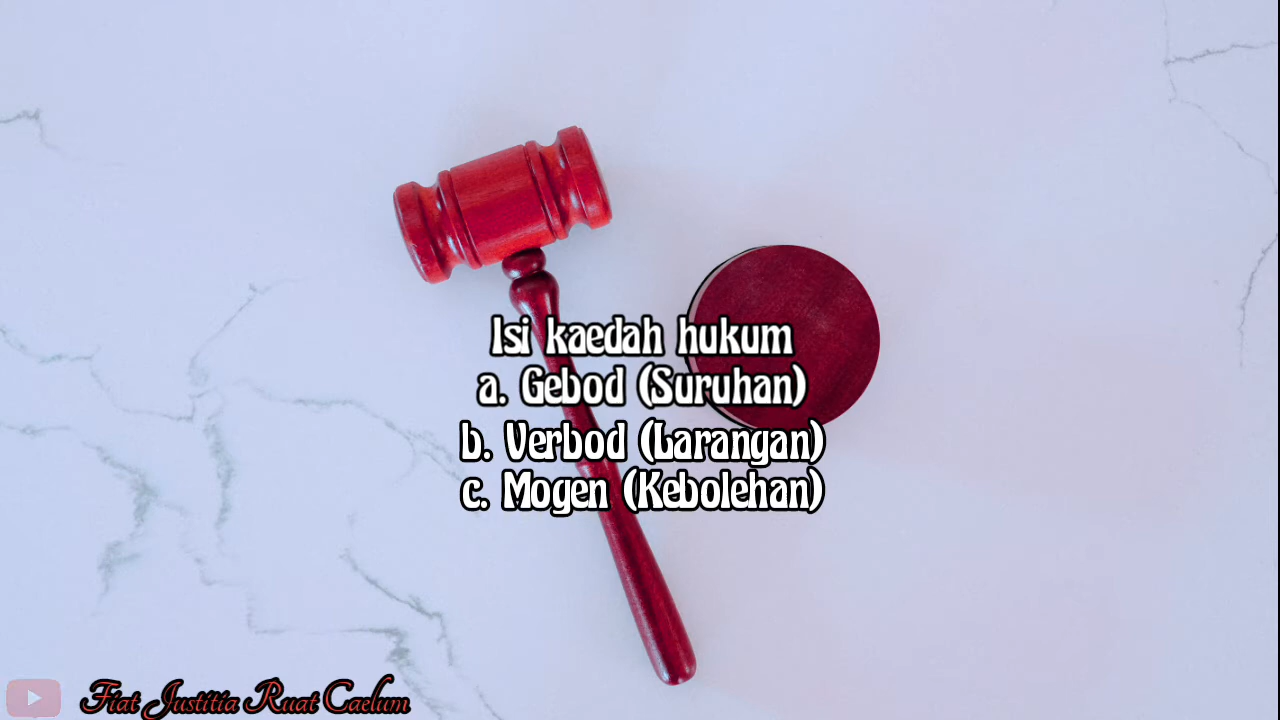 Isi kaedah hukum
a. Gebod (Suruhan)
b. Verbod (Larangan)
c. Mogen (Kebolehan)
Fiat Justitia Ruat Caelum